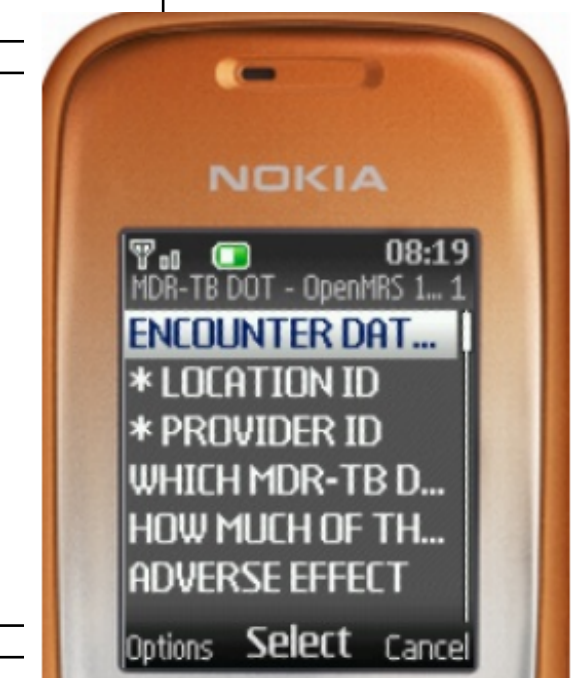 NOKIA
08:19
MDR-TB DOT - OpenMRS 1... 1
ENCOUNTER DAT...
* LOCATION ID
* PROVIDER ID
WHICH MDR-TB D...
HOW MUCH OF TH...
ADVERSE EFFECT
Options Select Cancel